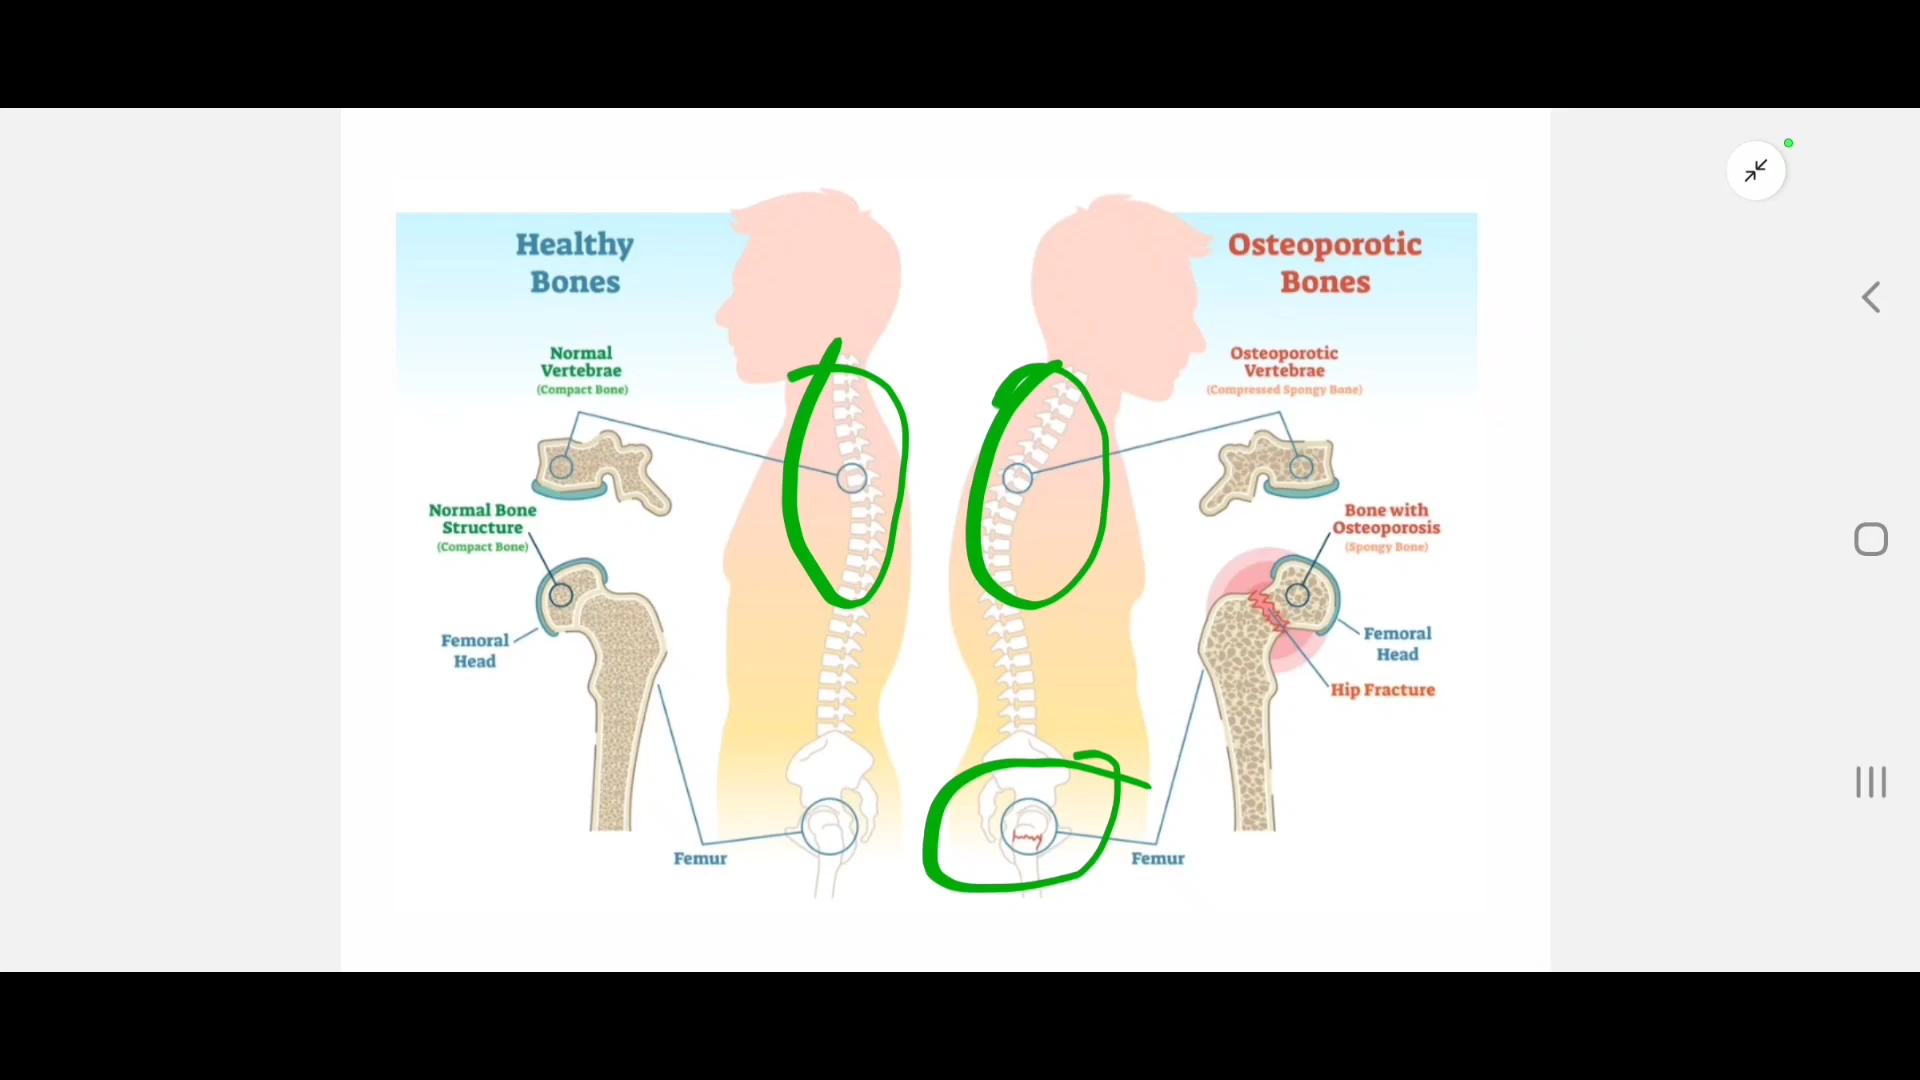 Healthy
Bones
Osteoporotic
Bones
Normal
Vertebrae
(Compact Bone)
Osteoporotic
Vertebrae
(Compressed Spongy Bone)
Normal Bone
Structure
(Compact Bone)
Bone with
Osteoporosis
(Spongy Bone)
Femoral
Head
Femoral
Head
Hip Fracture
Femur
Femur